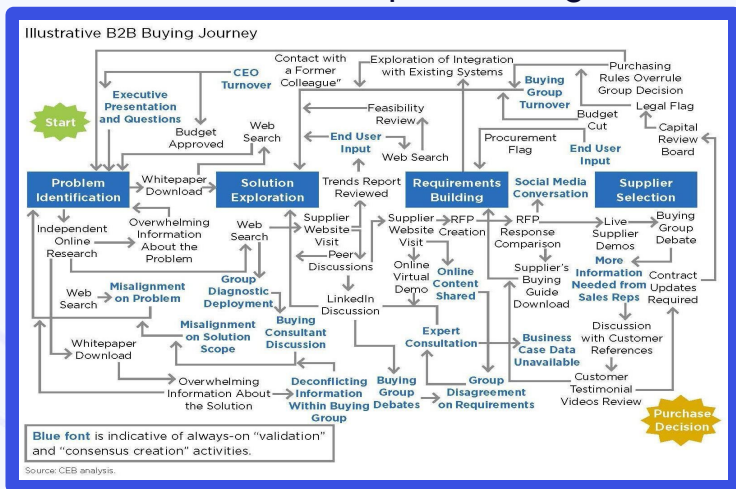 Illustrative B2B Buying Journey
CEO
Turnover
Contact with
a Former
Colleague"
Exploration of Integration
with Existing Systems
Purchasing
Rules Overrule
Group Decision
Executive
Presentation
and Questions
Buying
Group
Turnover
Legal Flag
Start
Budget
Approved
Web
Search
Feasibility
Review
End User
Input
Web Search
Budget
Cut
Procurement
Flag
End User
Input
Capital
Review
Board
Problem
Identification
Whitepaper
Download
Solution
Exploration
Trends Report
Reviewed
Requirements
Building
Social Media
Conversation
Supplier
Selection
Independent
Online
Research
Overwhelming
Information
About the
Problem
Web
Search
Supplier
Website
Visit
Peer
Discussions
Supplier
Website
Visit
RFP
Creation
RFP
Response
Comparison
Live
Supplier
Demos
Buying
Group
Debate
Web
Search
Misalignment
on Problem
Group
Diagnostic
Deployment
LinkedIn
Discussion
Online
Virtual
Demo
Online
Content
Shared
Supplier's
Buying
Guide
Download
More
Information
Needed from
Sales Reps
Contract
Updates
Required
Misalignment
on Solution
Scope
Buying
Consultant
Discussion
Expert
Consultation
Business
Case Data
Unavailable
Discussion
with Customer
References
Whitepaper
Download
Overwhelming
Information About
the Solution
Deconflicting
Information
Within Buying
Group
Buying
Group
Debates
Group
Disagreement
on Requirements
Customer
Testimonial
Videos Review
Purchase
Decision
Blue font is indicative of always-on "validation"
and "consensus creation" activities.
Source: CEB analysis.